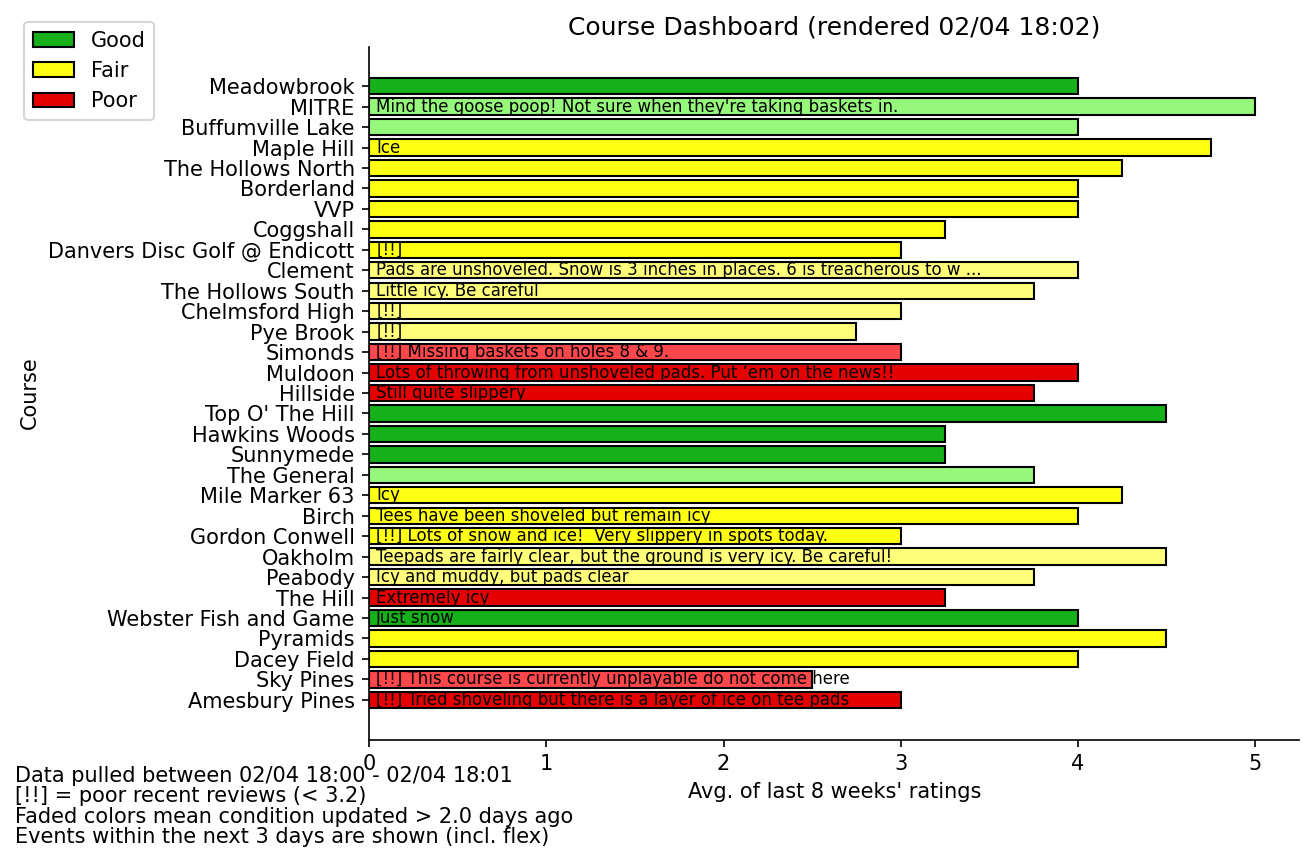 Course Dashboard (rendered 02/04 18:02)
Good
Fair
Poor
Meadowbrook
MITRE Mind the goose poop! Not sure when they're taking baskets in.
Buffumville Lake
Maple Hill Ice
The Hollows North
Borderland
VVP
Coggshall
Danvers Disc Golf @ Endicott [!!]
Clement Pads are unshoveled. Snow is 3 inches in places. 6 is treacherous to w ...
The Hollows South Little icy. Be careful
Chelmsford High [!!]
Pye Brook [!!]
Simonds [!!] Missing baskets on holes 8 & 9.
Muldoon Lots of throwing from unshoveled pads. Put ‘em on the news!!
Hillside Still quite slippery
Top O' The Hill
Hawkins Woods
Sunnymede
The General
Mile Marker 63 Icy
Birch Tees have been shoveled but remain icy
Gordon Conwell [!!] Lots of snow and ice!  Very slippery in spots today.
Oakholm Teepads are fairly clear, but the ground is very icy. Be careful!
Peabody Icy and muddy, but pads clear
The Hill Extremely icy
Webster Fish and Game Just snow
Pyramids
Dacey Field
Sky Pines [!!] This course is currently unplayable do not come here
Amesbury Pines [!!] Tried shoveling but there is a layer of ice on tee pads
Course
0 1 2 3 4 5
Avg. of last 8 weeks' ratings
Data pulled between 02/04 18:00 - 02/04 18:01
[!!] = poor recent reviews (< 3.2)
Faded colors mean condition updated > 2.0 days ago
Events within the next 3 days are shown (incl. flex)